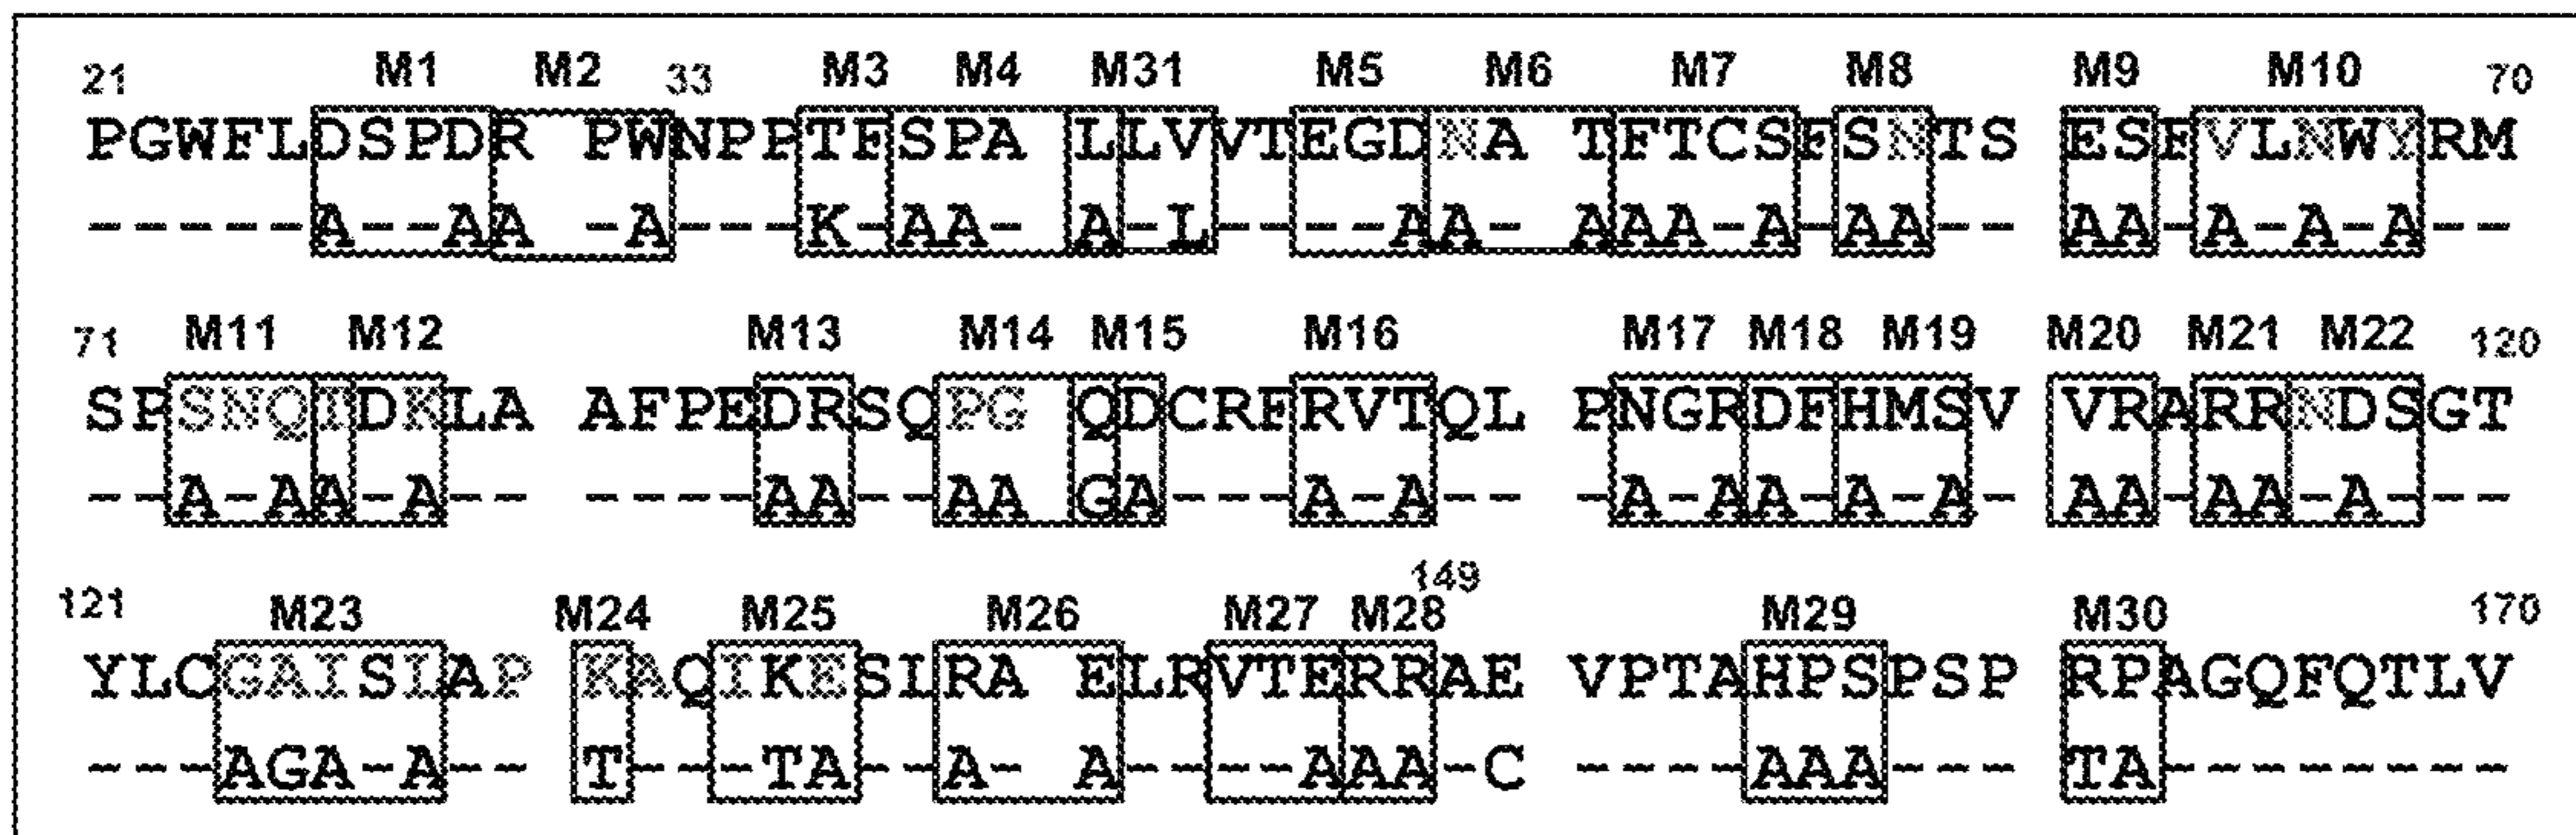 21 M1 M2 33 M3 M4 M31 M5 M6 M7 M8 M9 M10 70
PGWFLDSPDR PWNPPTFSPA LLVVTEGDNA TFTCSFSNTS ESFVLNWYRM
-----A--AA -A---K-AA- A-L----AA- AAA-A-AA-- AA-A-A-A--
71 M11 M12 M13 M14 M15 M16 M17 M18 M19 M20 M21 M22 120
SPSNQTDKLA AFPEDRSQPG QDCRFRVTQL PNGRDFHMSV VRARRNDSGT
--A-AA-A-- ----AA--AA GA---A-A-- -A-AA-A-A- AA-AA-A---
121 M23 M24 M25 M26 M27 M28 149 M29 M30 170
YLCGAISLAP KAQIKESLRA ELRVTERRAE VPTAHPSPSP RPAGQFQTLV
---AGA-A-- T---TA--A- A----AAA-C ----AAA--- TA--------